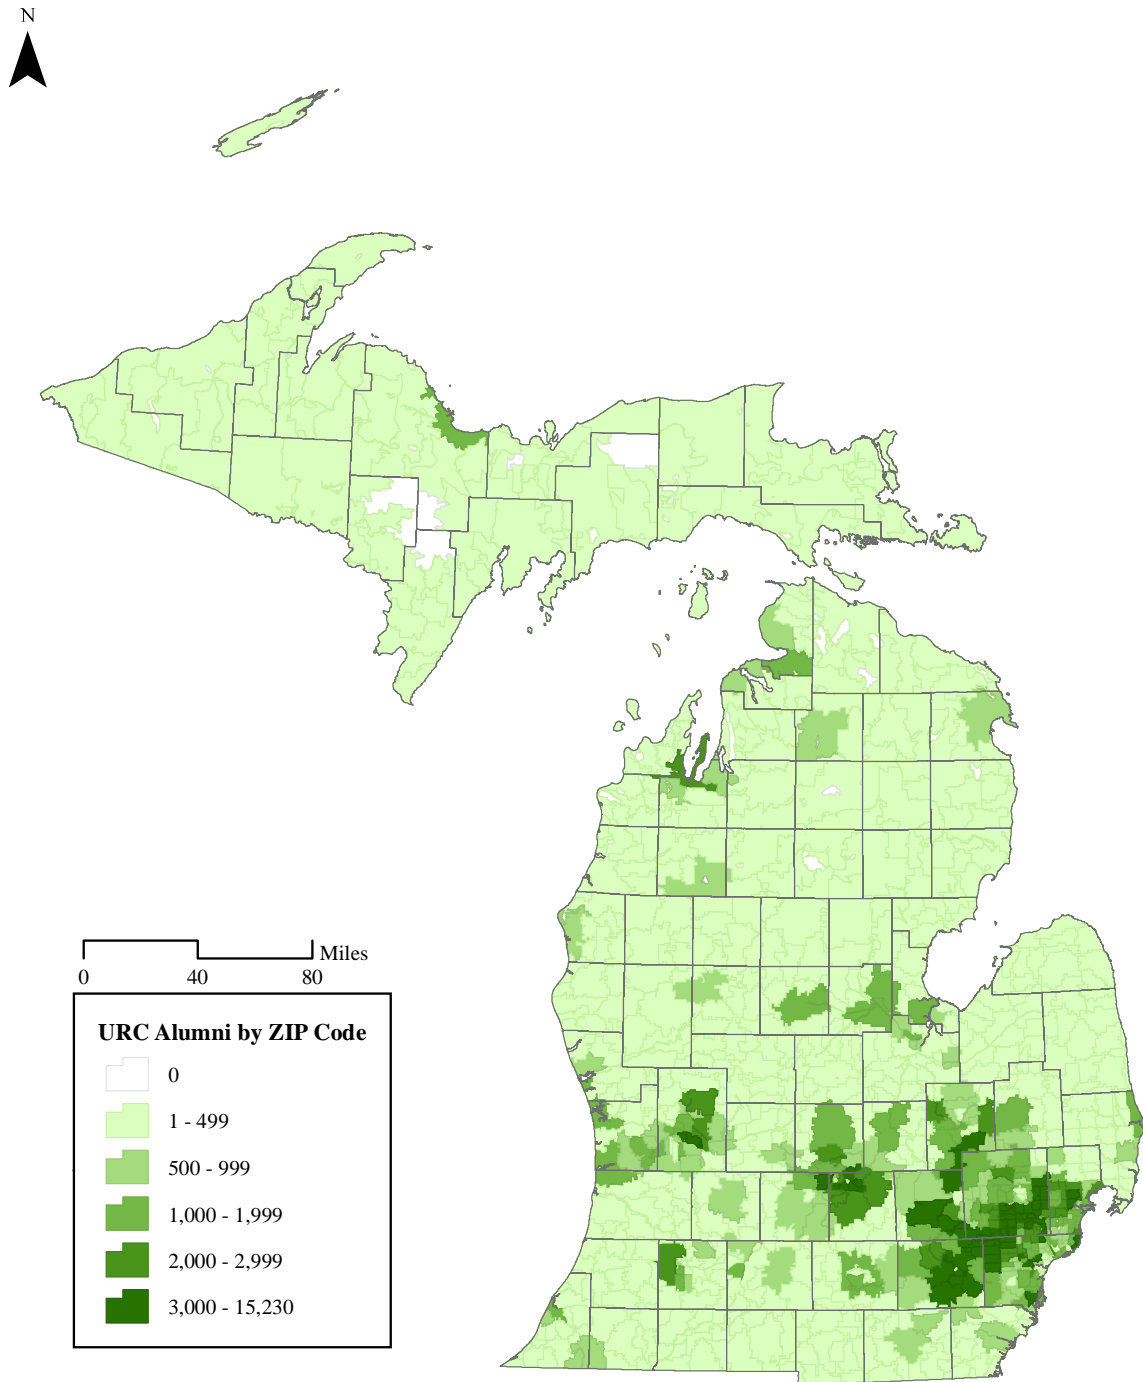 N
Miles
0 40 80
URC Alumni by ZIP Code
0
1 - 499
500 - 999
1,000 - 1,999
2,000 - 2,999
3,000 - 15,230